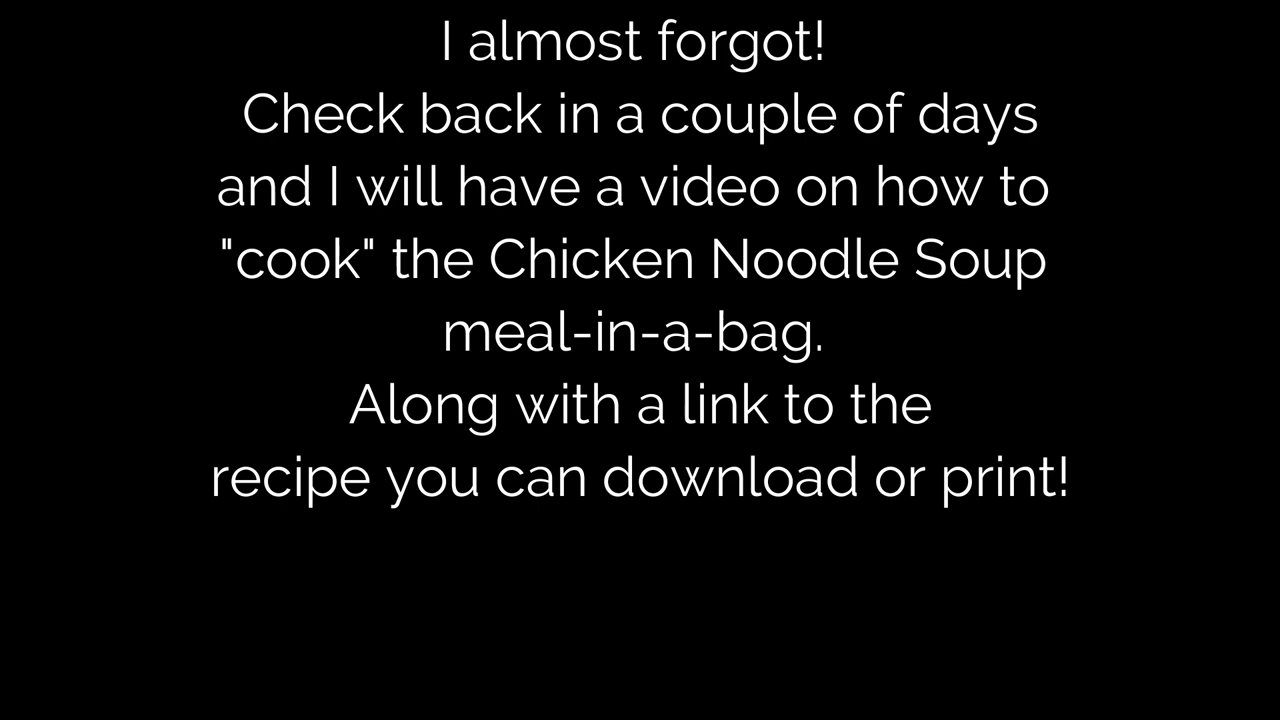 I almost forgot!
Check back in a couple of days
and I will have a video on how to
"cook" the Chicken Noodle Soup
meal-in-a-bag.
Along with a link to the
recipe you can download or print!